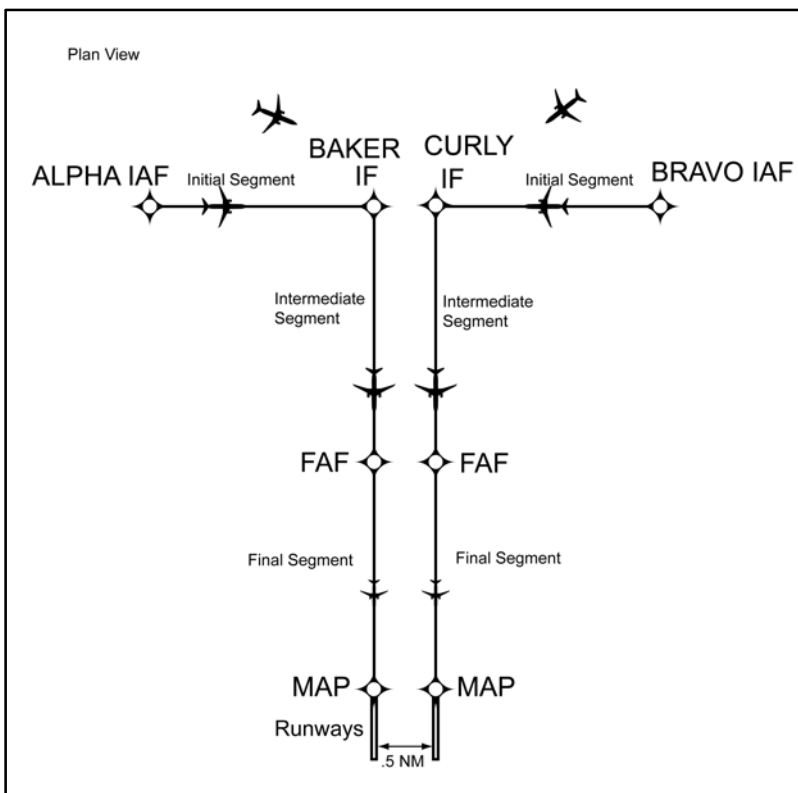 Plan View
BAKER
IF
CURLY
IF
ALPHA IAF
Initial Segment
Initial Segment
BRAVO IAF
Intermediate
Segment
Intermediate
Segment
FAF
FAF
Final Segment
Final Segment
MAP
MAP
Runways
.5 NM